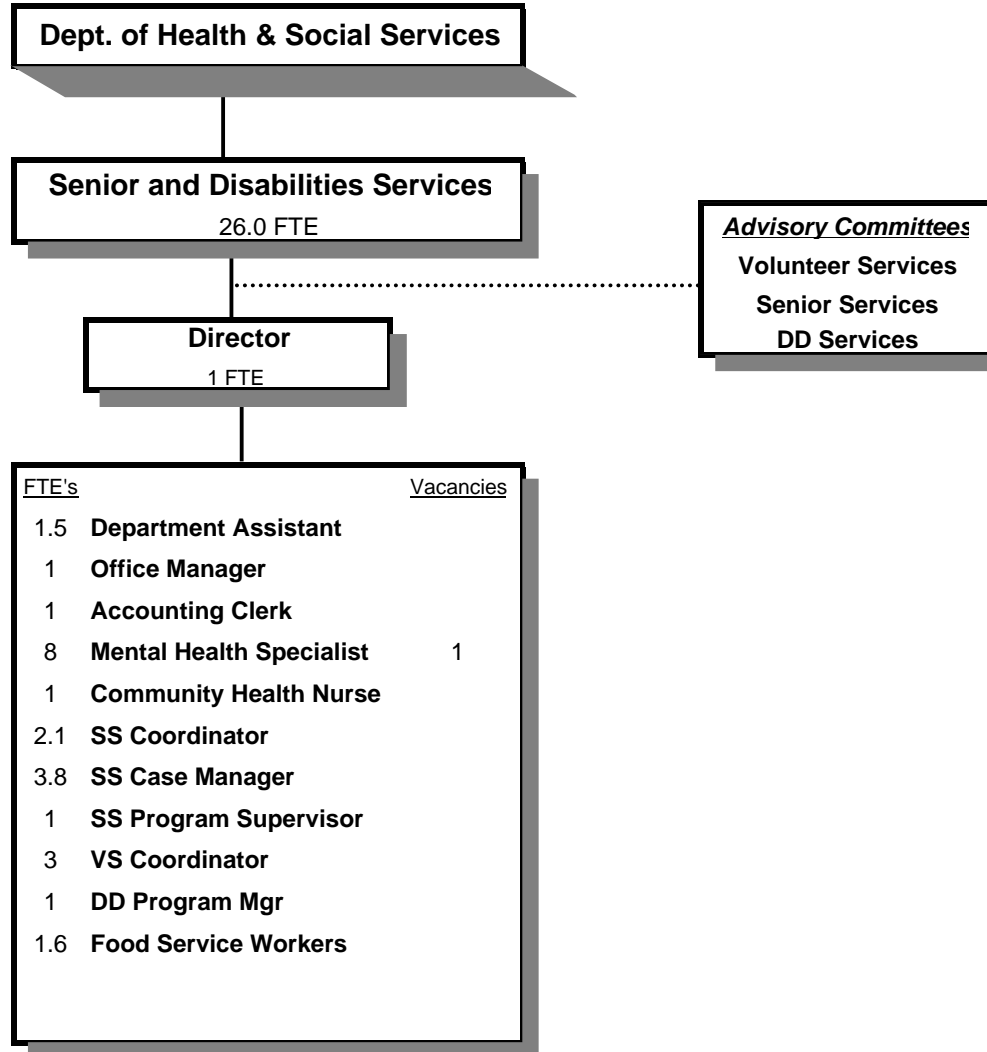 Dept. of Health & Social Services
Senior and Disabilities Services
26.0 FTE
Advisory Committees
Volunteer Services
Senior Services
DD Services
Director
1 FTE
FTE's Vacancies
1.5 Department Assistant
1 Office Manager
1 Accounting Clerk
8 Mental Health Specialist 1
1 Community Health Nurse
2.1 SS Coordinator
3.8 SS Case Manager
1 SS Program Supervisor
3 VS Coordinator
1 DD Program Mgr
1.6 Food Service Workers